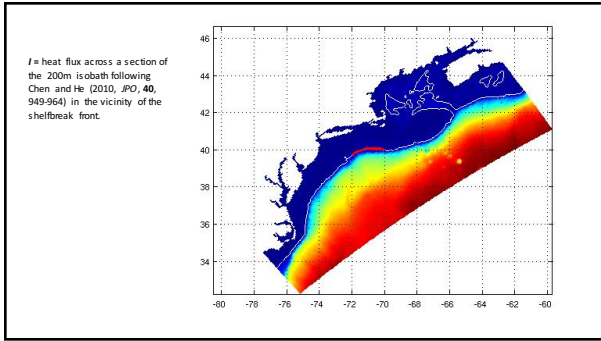 I = heat flux across a section of
the 200m isobath following
Chen and He (2010, JPO, 40,
949-964) in the vicinity of the
shelfbreak front.
46
44
42
40
38
36
34
-80 -78 -76 -74 -72 -70 -68 -66 -64 -62 -60